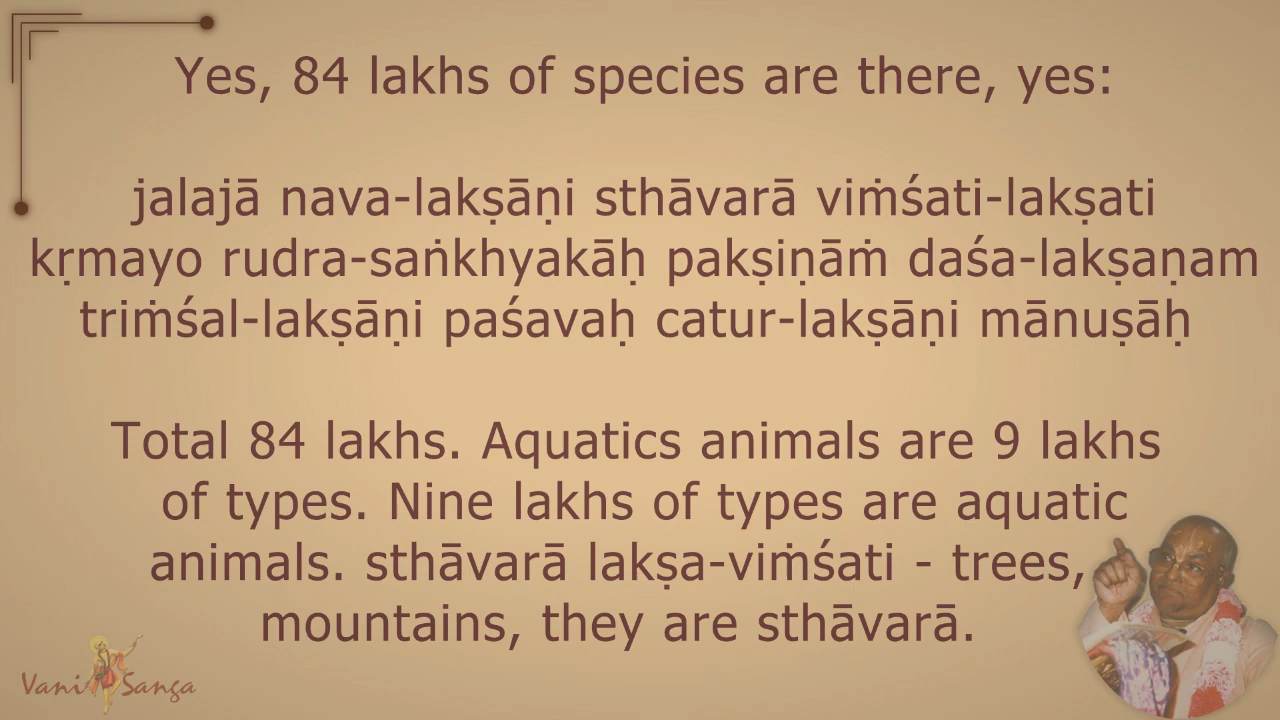 Yes, 84 lakhs of species are there, yes:
jalajā nava-lakṣāṇi sthāvarā viṁśati-lakṣati
kṛmayo rudra-saṅkhyakāḥ pakṣiṇāṁ daśa-lakṣaṇam
triṁśal-lakṣāṇi paśavaḥ catur-lakṣāṇi mānuṣāḥ
Total 84 lakhs. Aquatics animals are 9 lakhs
of types. Nine lakhs of types are aquatic
animals. sthāvarā lakṣa-viṁśati - trees,
mountains, they are sthāvarā.
Vani Sanga